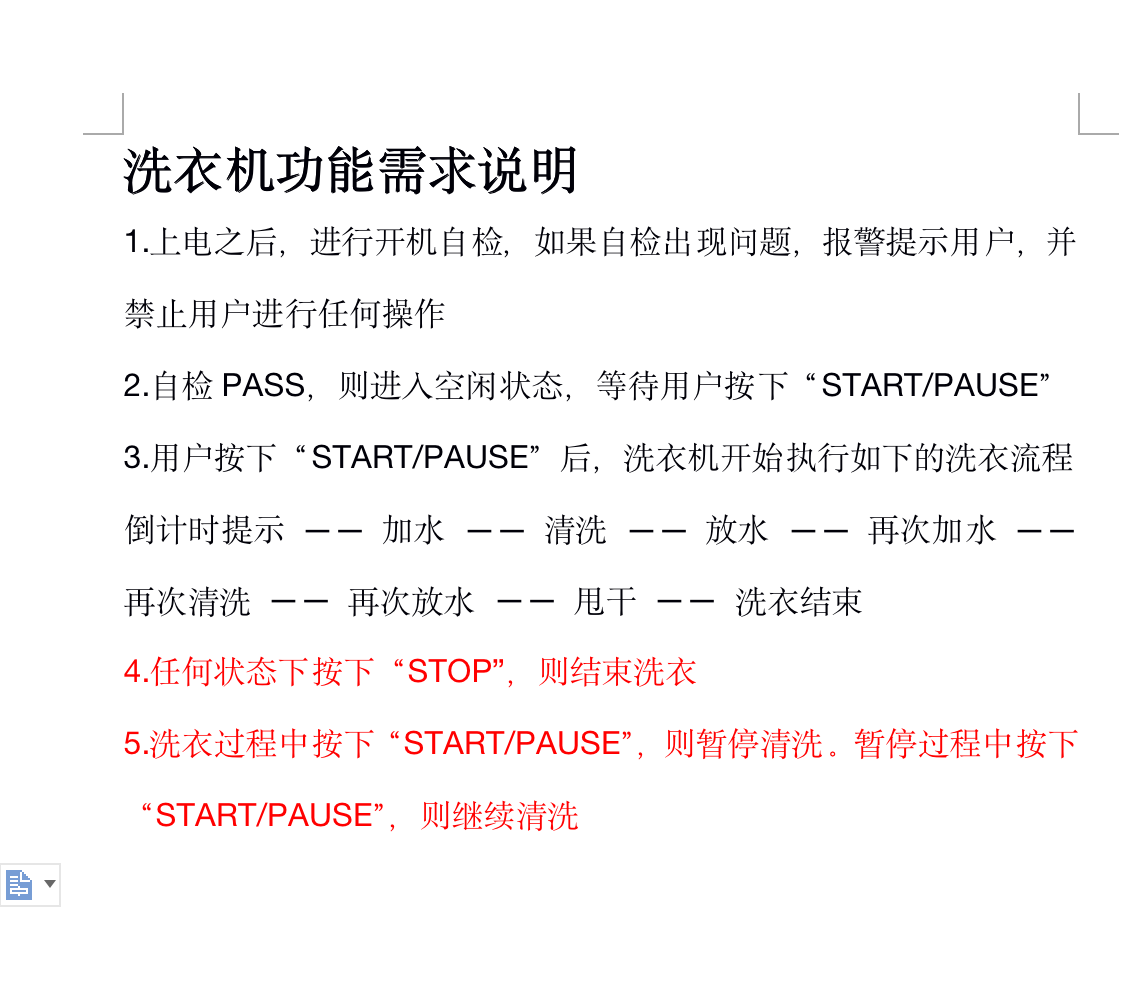 洗衣机功能需求说明
1.上电之后，进行开机自检，如果自检出现问题，报警提示用户，并
禁止用户进行任何操作
2.自检 PASS，则进入空闲状态，等待用户按下“START/PAUSE”
3.用户按下“START/PAUSE”后，洗衣机开始执行如下的洗衣流程
倒计时提示 —— 加水 —— 清洗 —— 放水 —— 再次加水 ——
再次清洗 —— 再次放水 —— 甩干 —— 洗衣结束
4.任何状态下按下“STOP”，则结束洗衣
5.洗衣过程中按下“START/PAUSE”，则暂停清洗。暂停过程中按下
“START/PAUSE”，则继续清洗